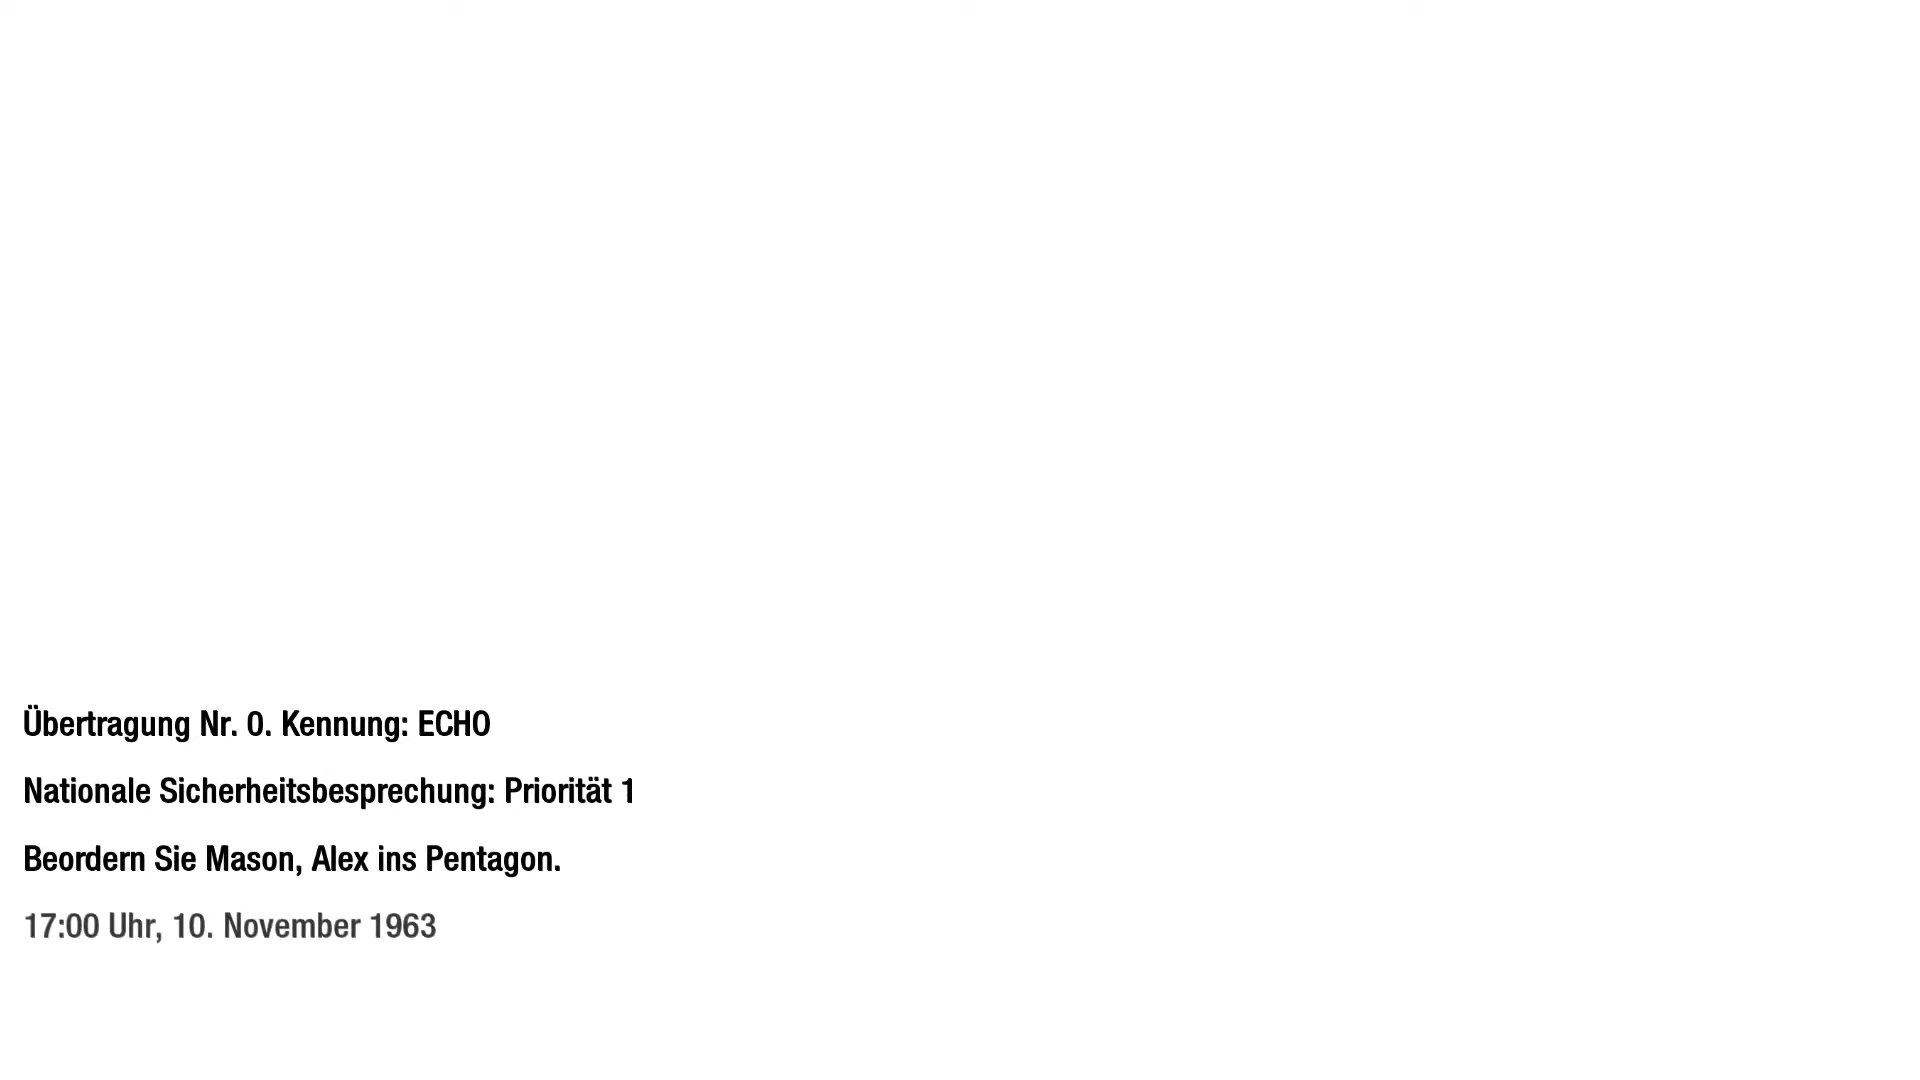 Übertragung Nr. 0. Kennung: ECHO
Nationale Sicherheitsbesprechung: Priorität 1
Beordern Sie Mason, Alex ins Pentagon.
17:00 Uhr, 10. November 1963